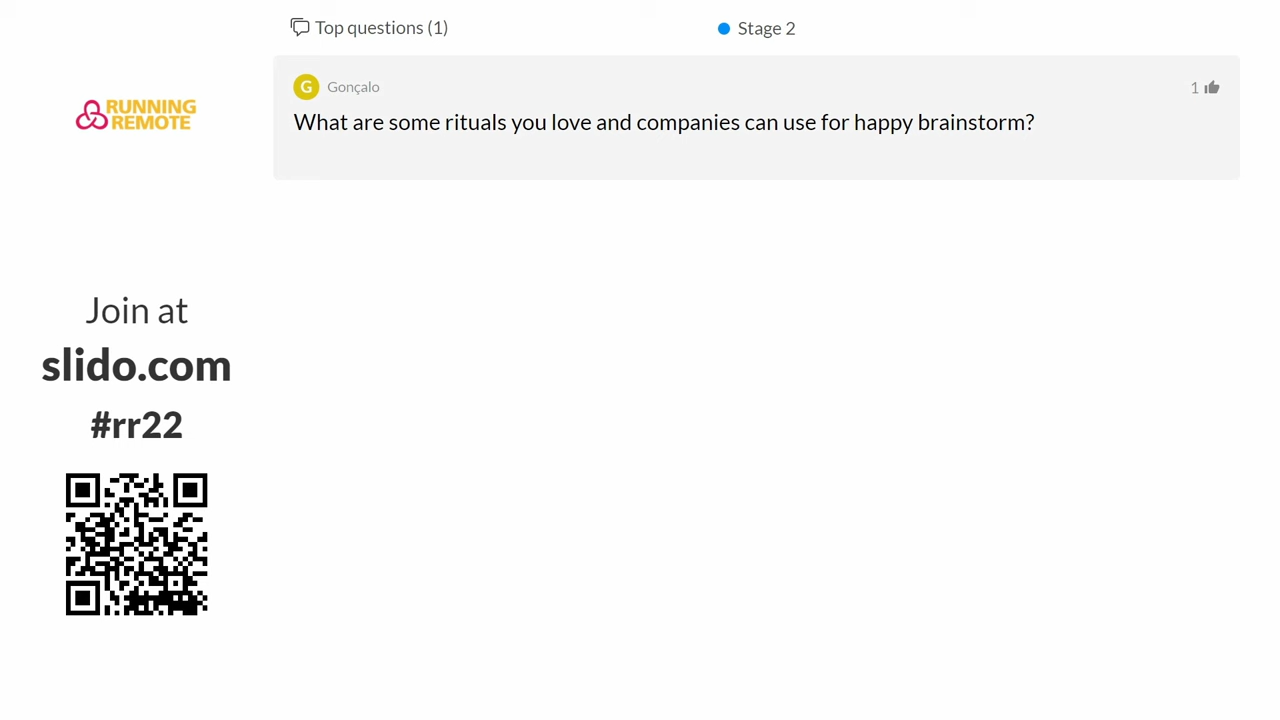 Top questions (1)
Stage 2
RUNNING
REMOTE
G Gonçalo
1
What are some rituals you love and companies can use for happy brainstorm?
Join at
slido.com
#rr22